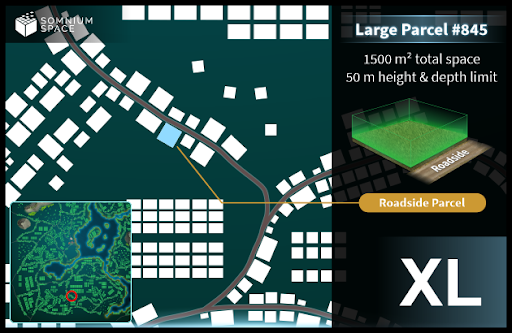 SOMNIUM
SPACE
Large Parcel #845
1500 m² total space
50 m height & depth limit
Roadside
Roadside Parcel
XL